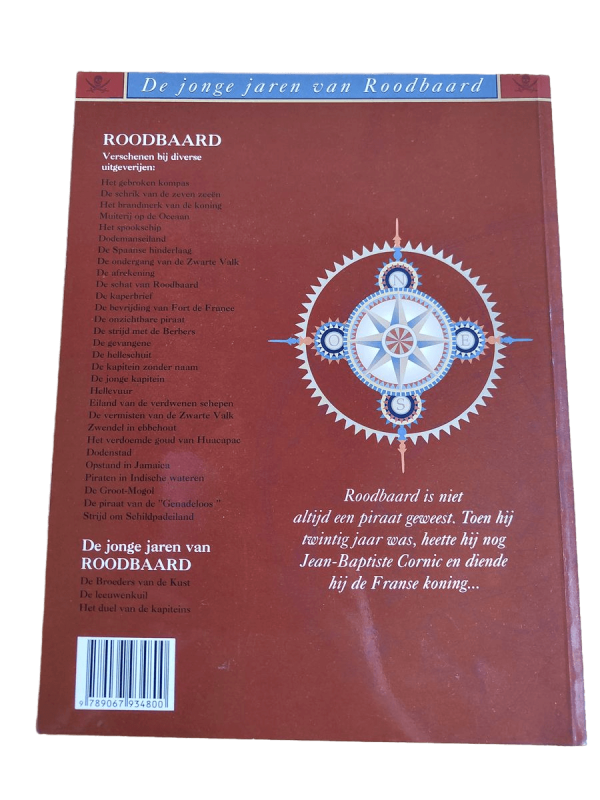 De jonge jaren van Roodbaard
ROODBAARD
Verschenen bij diverse
uitgeverijen:
Het gebroken kompas
De schrik van de zeven zeeën
Het brandmerk van de koning
Muiterij op de Oceaan
Het spookschip
Dodemanseiland
De Spaanse hinderlaag
De ondergang van de Zwarte Valk
De afrekening
De schat van Roodbaard
De kaperbrief
De bevrijding van Fort de France
De onzichtbare piraat
De strijd met de Berbers
De gevangene
De helleschuit
De kapitein zonder naam
De jonge kapitein
Hellevuur
Eiland van de verdwenen schepen
De vermisten van de Zwarte Valk
Zwendel in ebbehout
Het verdoemde goud van Huacapac
Dodenstad
Opstand in Jamaica
Piraten in Indische wateren
De Groot-Mogol
De piraat van de "Genadeloos "
Strijd om Schildpadeiland
De jonge jaren van
ROODBAARD
De Broeders van de Kust
De leeuwenkuil
Het duel van de kapiteins
N
O E
S
Roodbaard is niet
altijd een piraat geweest. Toen hij
twintig jaar was, heette hij nog
Jean-Baptiste Cornic en diende
hij de Franse koning...
9 789067 934800